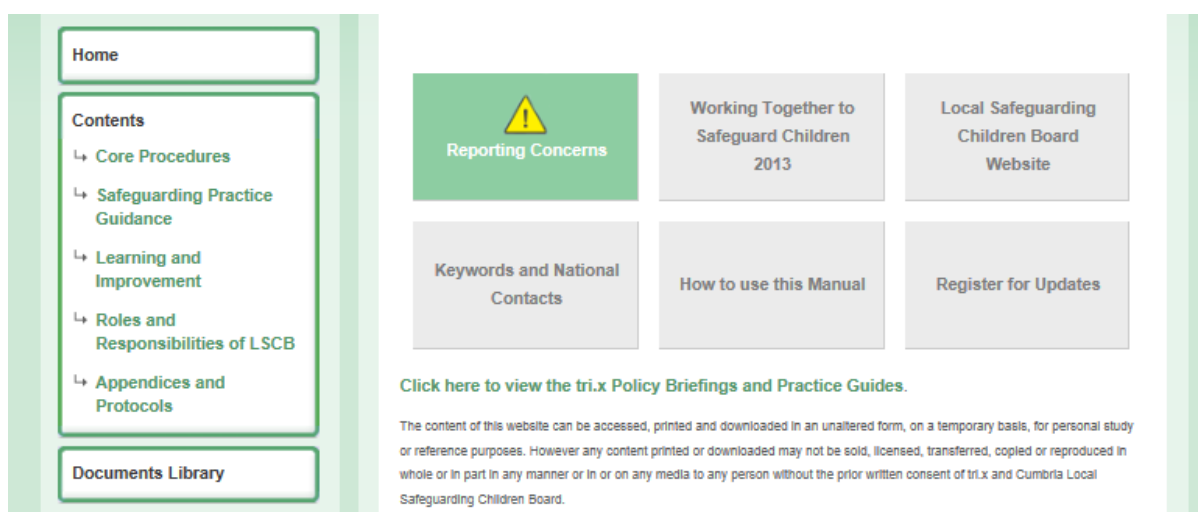 Home
Contents
Core Procedures
Safeguarding Practice
Guidance
Learning and
Improvement
Roles and
Responsibilities of LSCB
Appendices and
Protocols
Documents Library
Reporting Concerns
Working Together to
Safeguard Children
2013
Local Safeguarding
Children Board
Website
Keywords and National
Contacts
How to use this Manual
Register for Updates
Click here to view the tri.x Policy Briefings and Practice Guides.
The content of this website can be accessed, printed and downloaded in an unaltered form, on a temporary basis, for personal study
or reference purposes. However any content printed or downloaded may not be sold, licensed, transferred, copied or reproduced in
whole or in part in any manner or in or on any media to any person without the prior written consent of tri.x and Cumbria Local
Safeguarding Children Board.